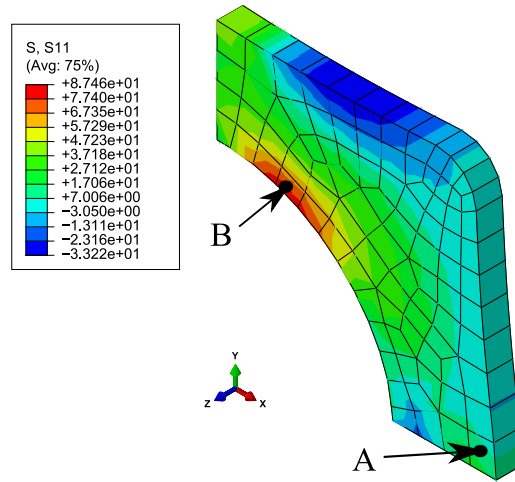 S, S11
(Avg: 75%)
+8.746e+01
+7.740e+01
+6.735e+01
+5.729e+01
+4.723e+01
+3.718e+01
+2.712e+01
+1.706e+01
+7.006e+00
−3.050e+00
−1.311e+01
−2.316e+01
−3.322e+01
B
Y
Z
X
A